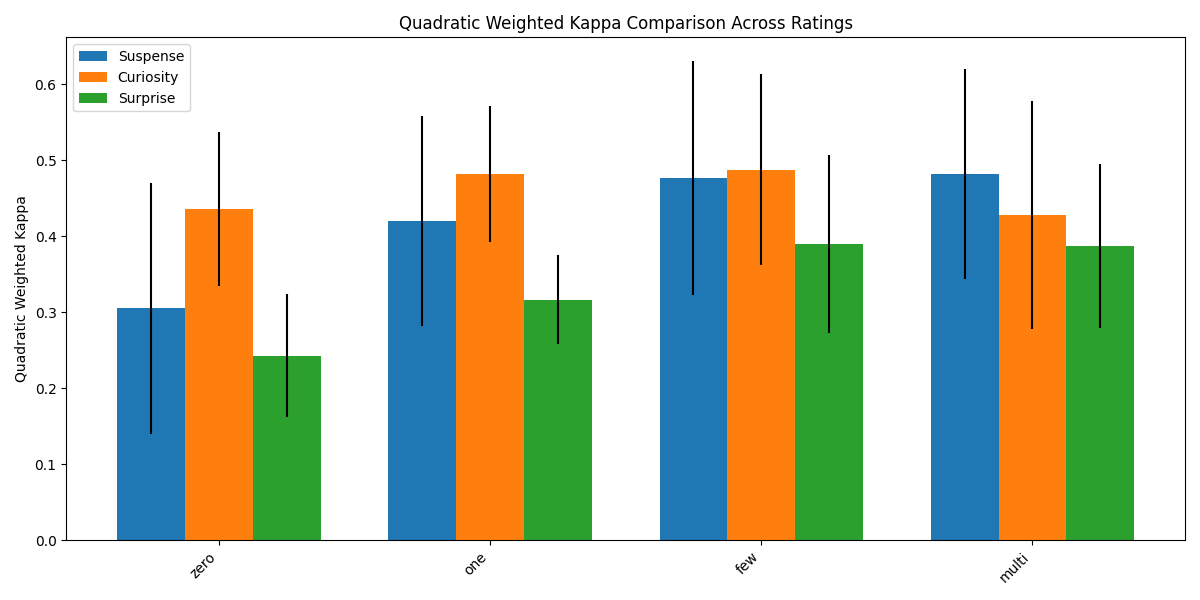 Quadratic Weighted Kappa Comparison Across Ratings
Suspense
Curiosity
Surprise
Quadratic Weighted Kappa
0.6
0.5
0.4
0.3
0.2
0.1
0.0
zero
one
few
multi